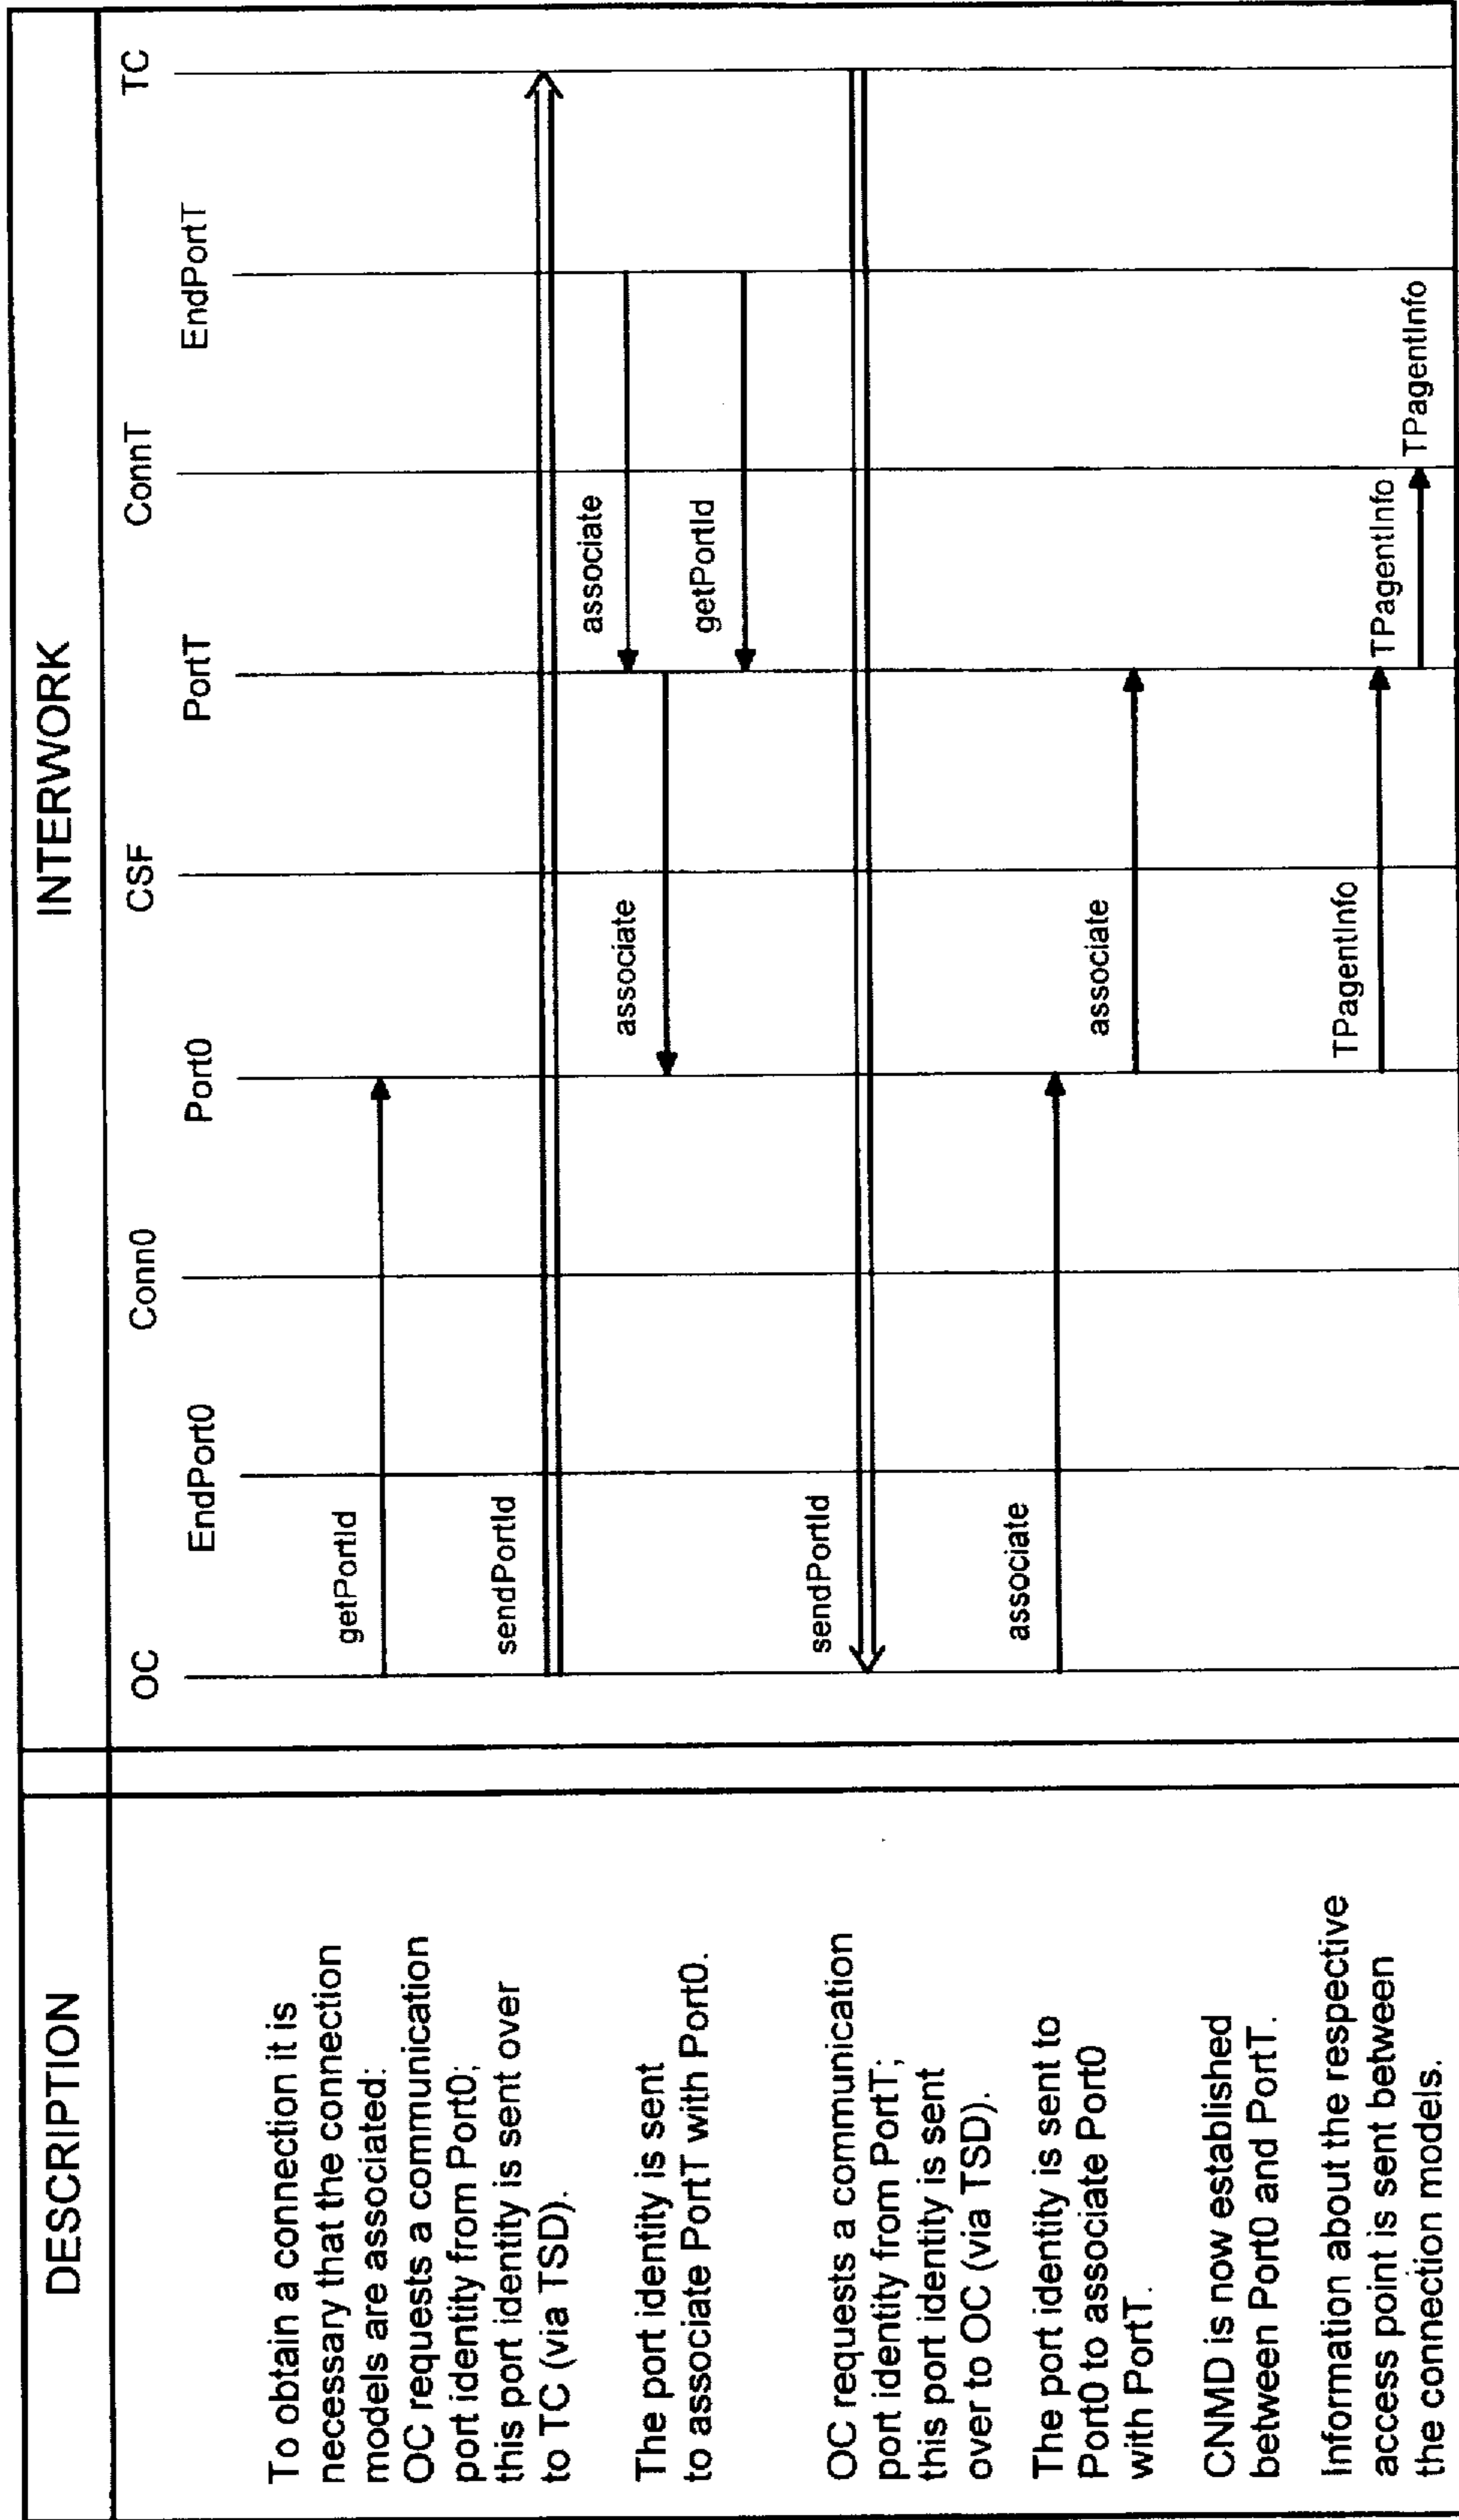 DESCRIPTION
INTERWORK
OC
EndPort0
Conn0
Port0
CSF
PortT
ConnT
EndPortT
TC
To obtain a connection it is
necessary that the connection
models are associated:
OC requests a communication
port identity from Port0;
this port identity is sent over
to TC (via TSD).
getPortId
sendPortId
The port identity is sent
to associate PortT with Port0.
associate
associate
getPortId
OC requests a communication
port identity from PortT;
this port identity is sent
over to OC (via TSD).
sendPortId
The port identity is sent to
Port0 to associate Port0
with PortT.
associate
associate
CNMD is now established
between Port0 and PortT.
Information about the respective
access point is sent between
the connection models.
TPagentInfo
TPagentInfo
TPagentInfo